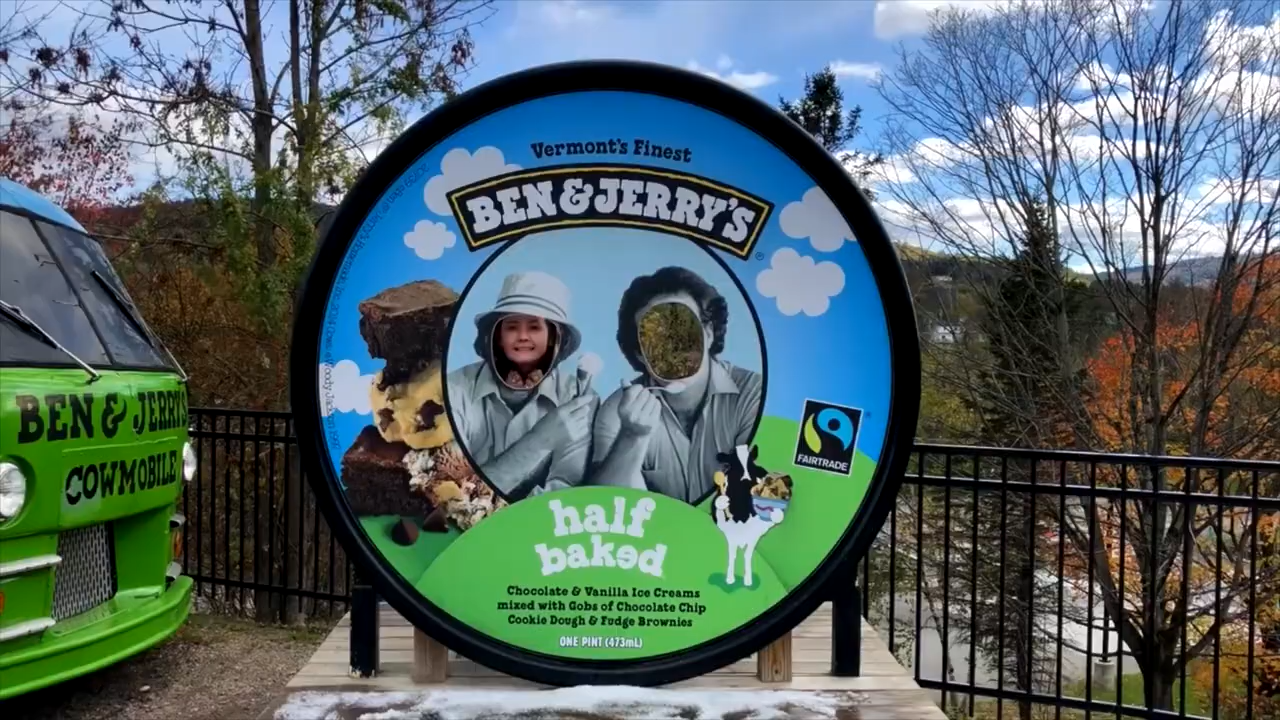 Vermont's Finest
BEN & JERRY'S
®
FAIRTRADE
half
baked
Chocolate & Vanilla Ice Creams
mixed with Gobs of Chocolate Chip
Cookie Dough & Fudge Brownies
ONE PINT (473mL)
BEN & JERRY'S
COWMOBILE